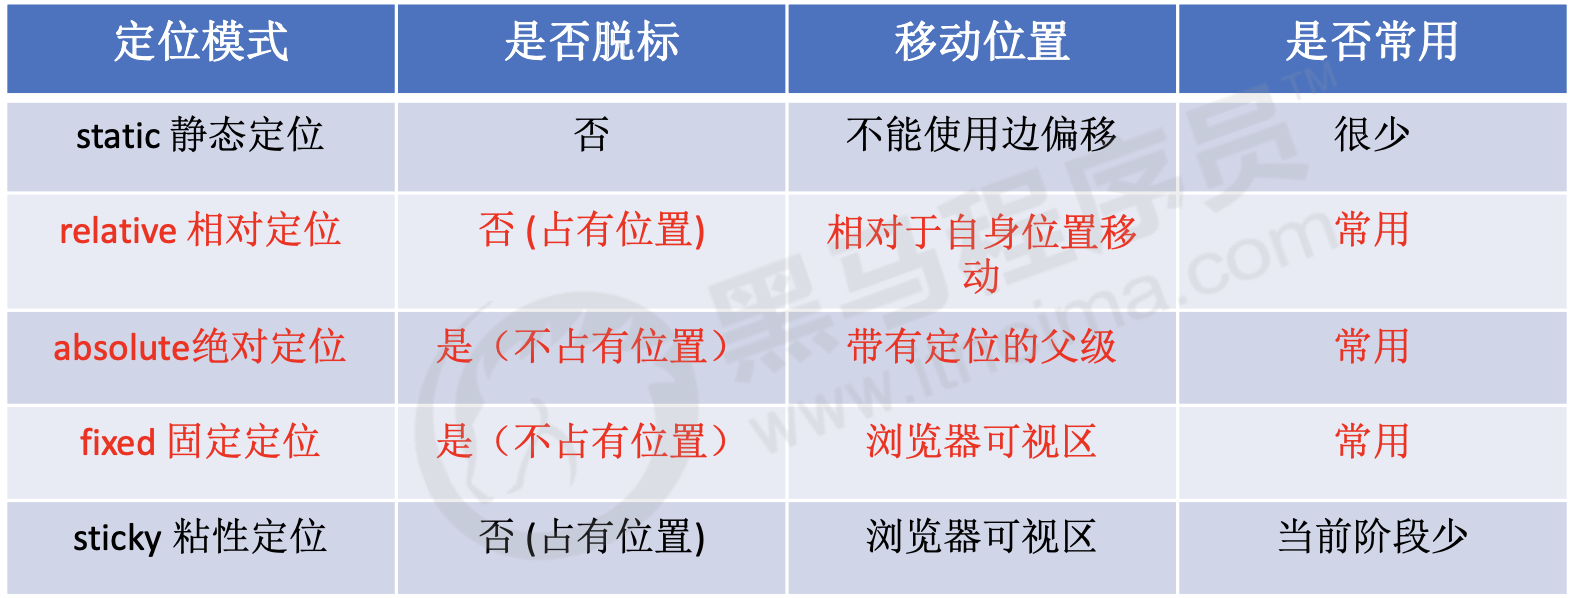 定位模式 是否脱标 移动位置 是否常用
static 静态定位 否 不能使用边偏移 很少
relative 相对定位 否 (占有位置) 相对于自身位置移 常用
动
absolute绝对定位 是（不占有位置） 带有定位的父级 常用
fixed 固定定位 是（不占有位置） 浏览器可视区 常用
sticky 粘性定位 否 (占有位置) 浏览器可视区 当前阶段少
黑马程序员™
www.itheima.com